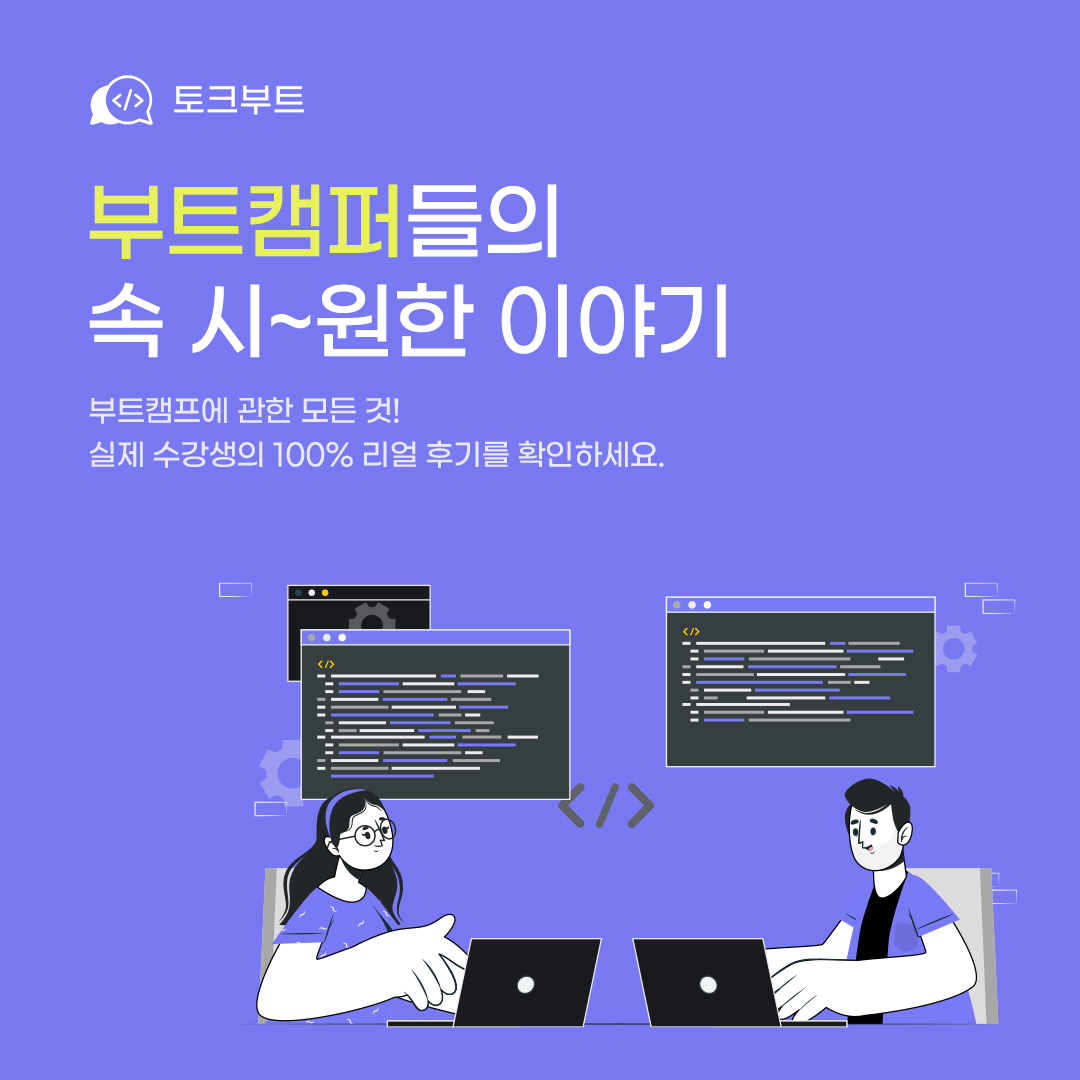 </> 토크부트
부트캠퍼들의
속 시~원한 이야기
부트캠프에 관한 모든 것!
실제 수강생의 100% 리얼 후기를 확인하세요.
</>
</>
</>